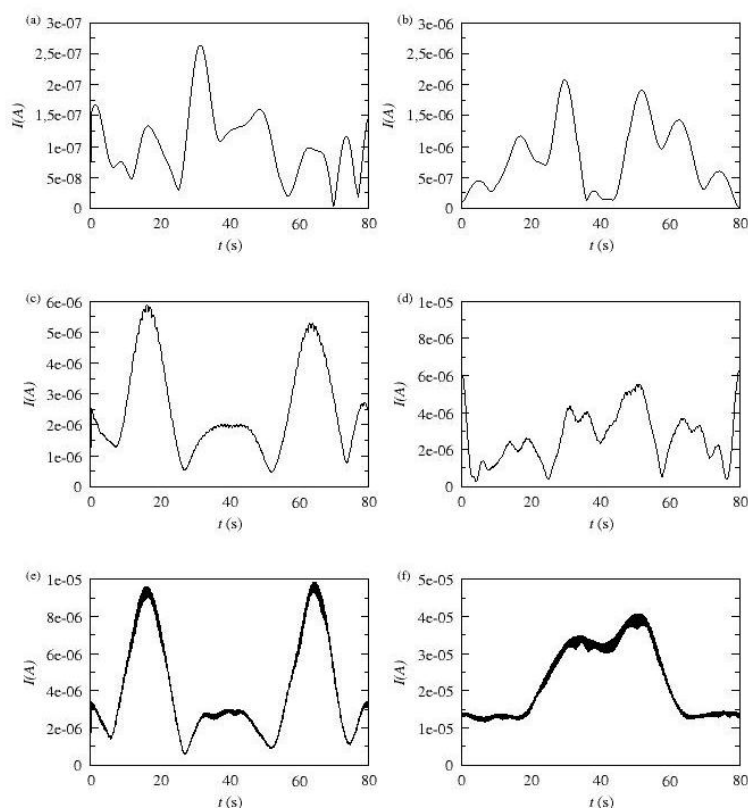 (a)
3e-07
2,5e-07
2e-07
1,5e-07
1e-07
5e-08
0
I(A)
0 20 40 60 80
t (s)
(b)
3e-06
2,5e-06
2e-06
1,5e-06
1e-06
5e-07
0
I(A)
0 20 40 60 80
t (s)
(c)
6e-06
5e-06
4e-06
3e-06
2e-06
1e-06
0
I(A)
0 20 40 60 80
t (s)
(d)
1e-05
8e-06
6e-06
4e-06
2e-06
0
I(A)
0 20 40 60 80
t (s)
(e)
1e-05
8e-06
6e-06
4e-06
2e-06
0
I(A)
0 20 40 60 80
t (s)
(f)
5e-05
4e-05
3e-05
2e-05
1e-05
0
I(A)
0 20 40 60 80
t (s)